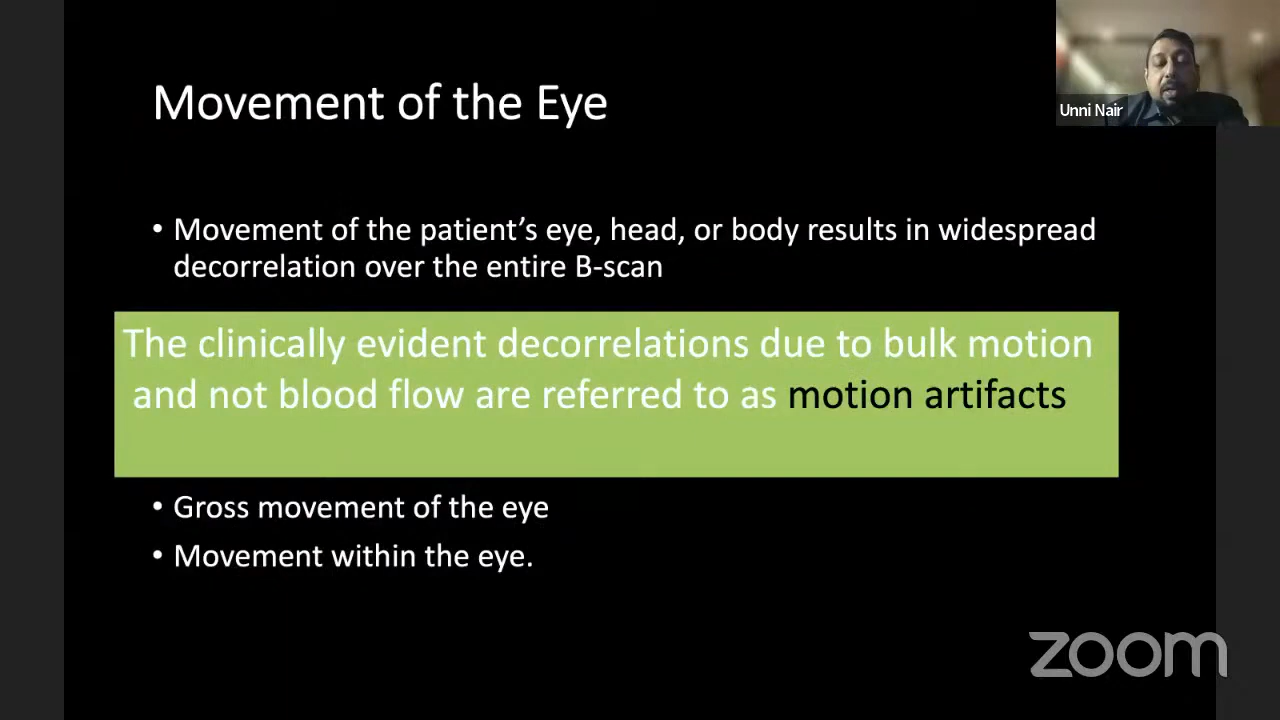 Movement of the Eye
Unni Nair
• Movement of the patient’s eye, head, or body results in widespread
decorrelation over the entire B-scan
The clinically evident decorrelations due to bulk motion
and not blood flow are referred to as motion artifacts
• Gross movement of the eye
• Movement within the eye.
zoom